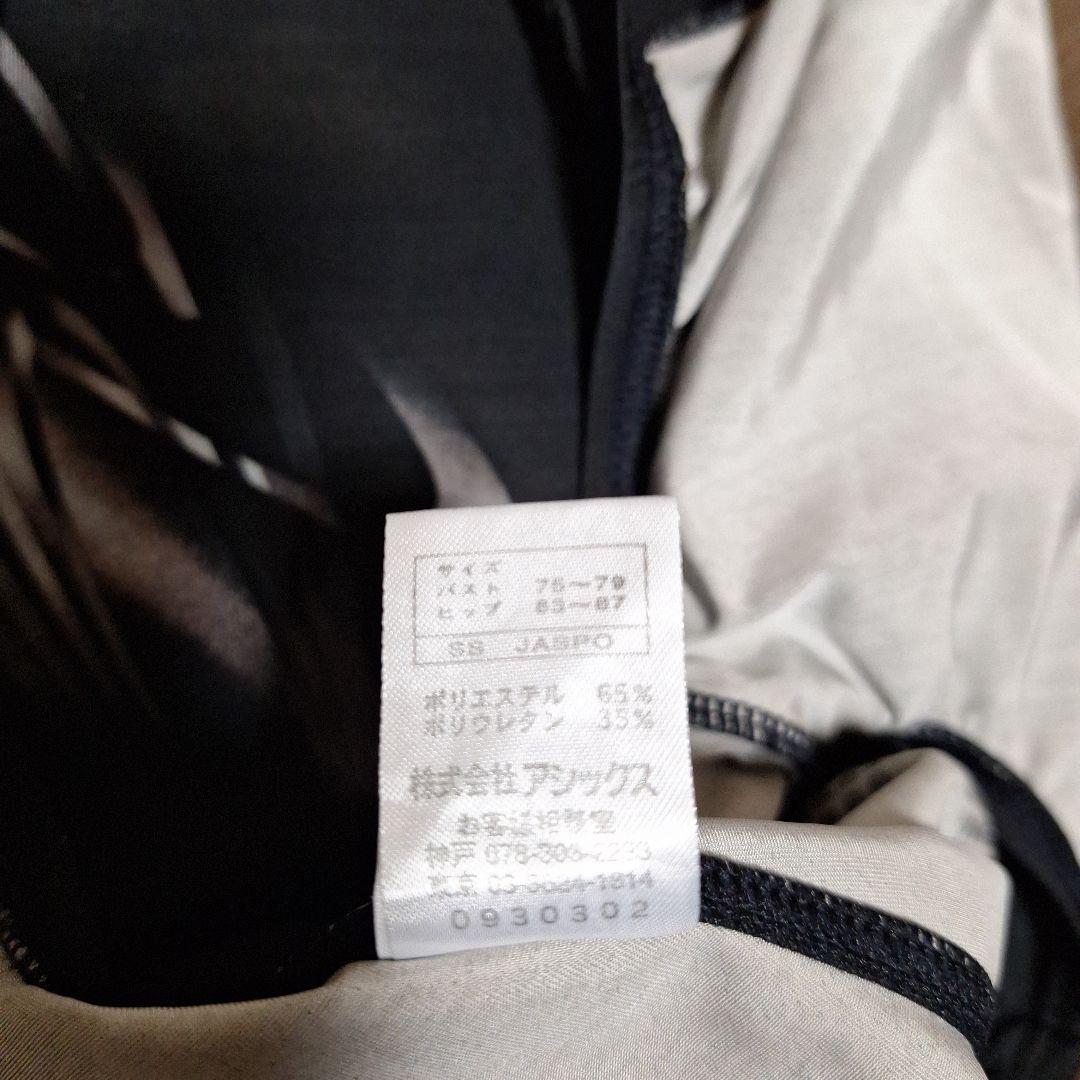 サイズ
バスト 75〜79
ヒップ 83〜87
SS JASPO
ポリエステル 65%
ポリウレタン 35%
株式会社アシックス
お客様相談室
神戸 078-303-2233
東京 03-3624-1814
0930302